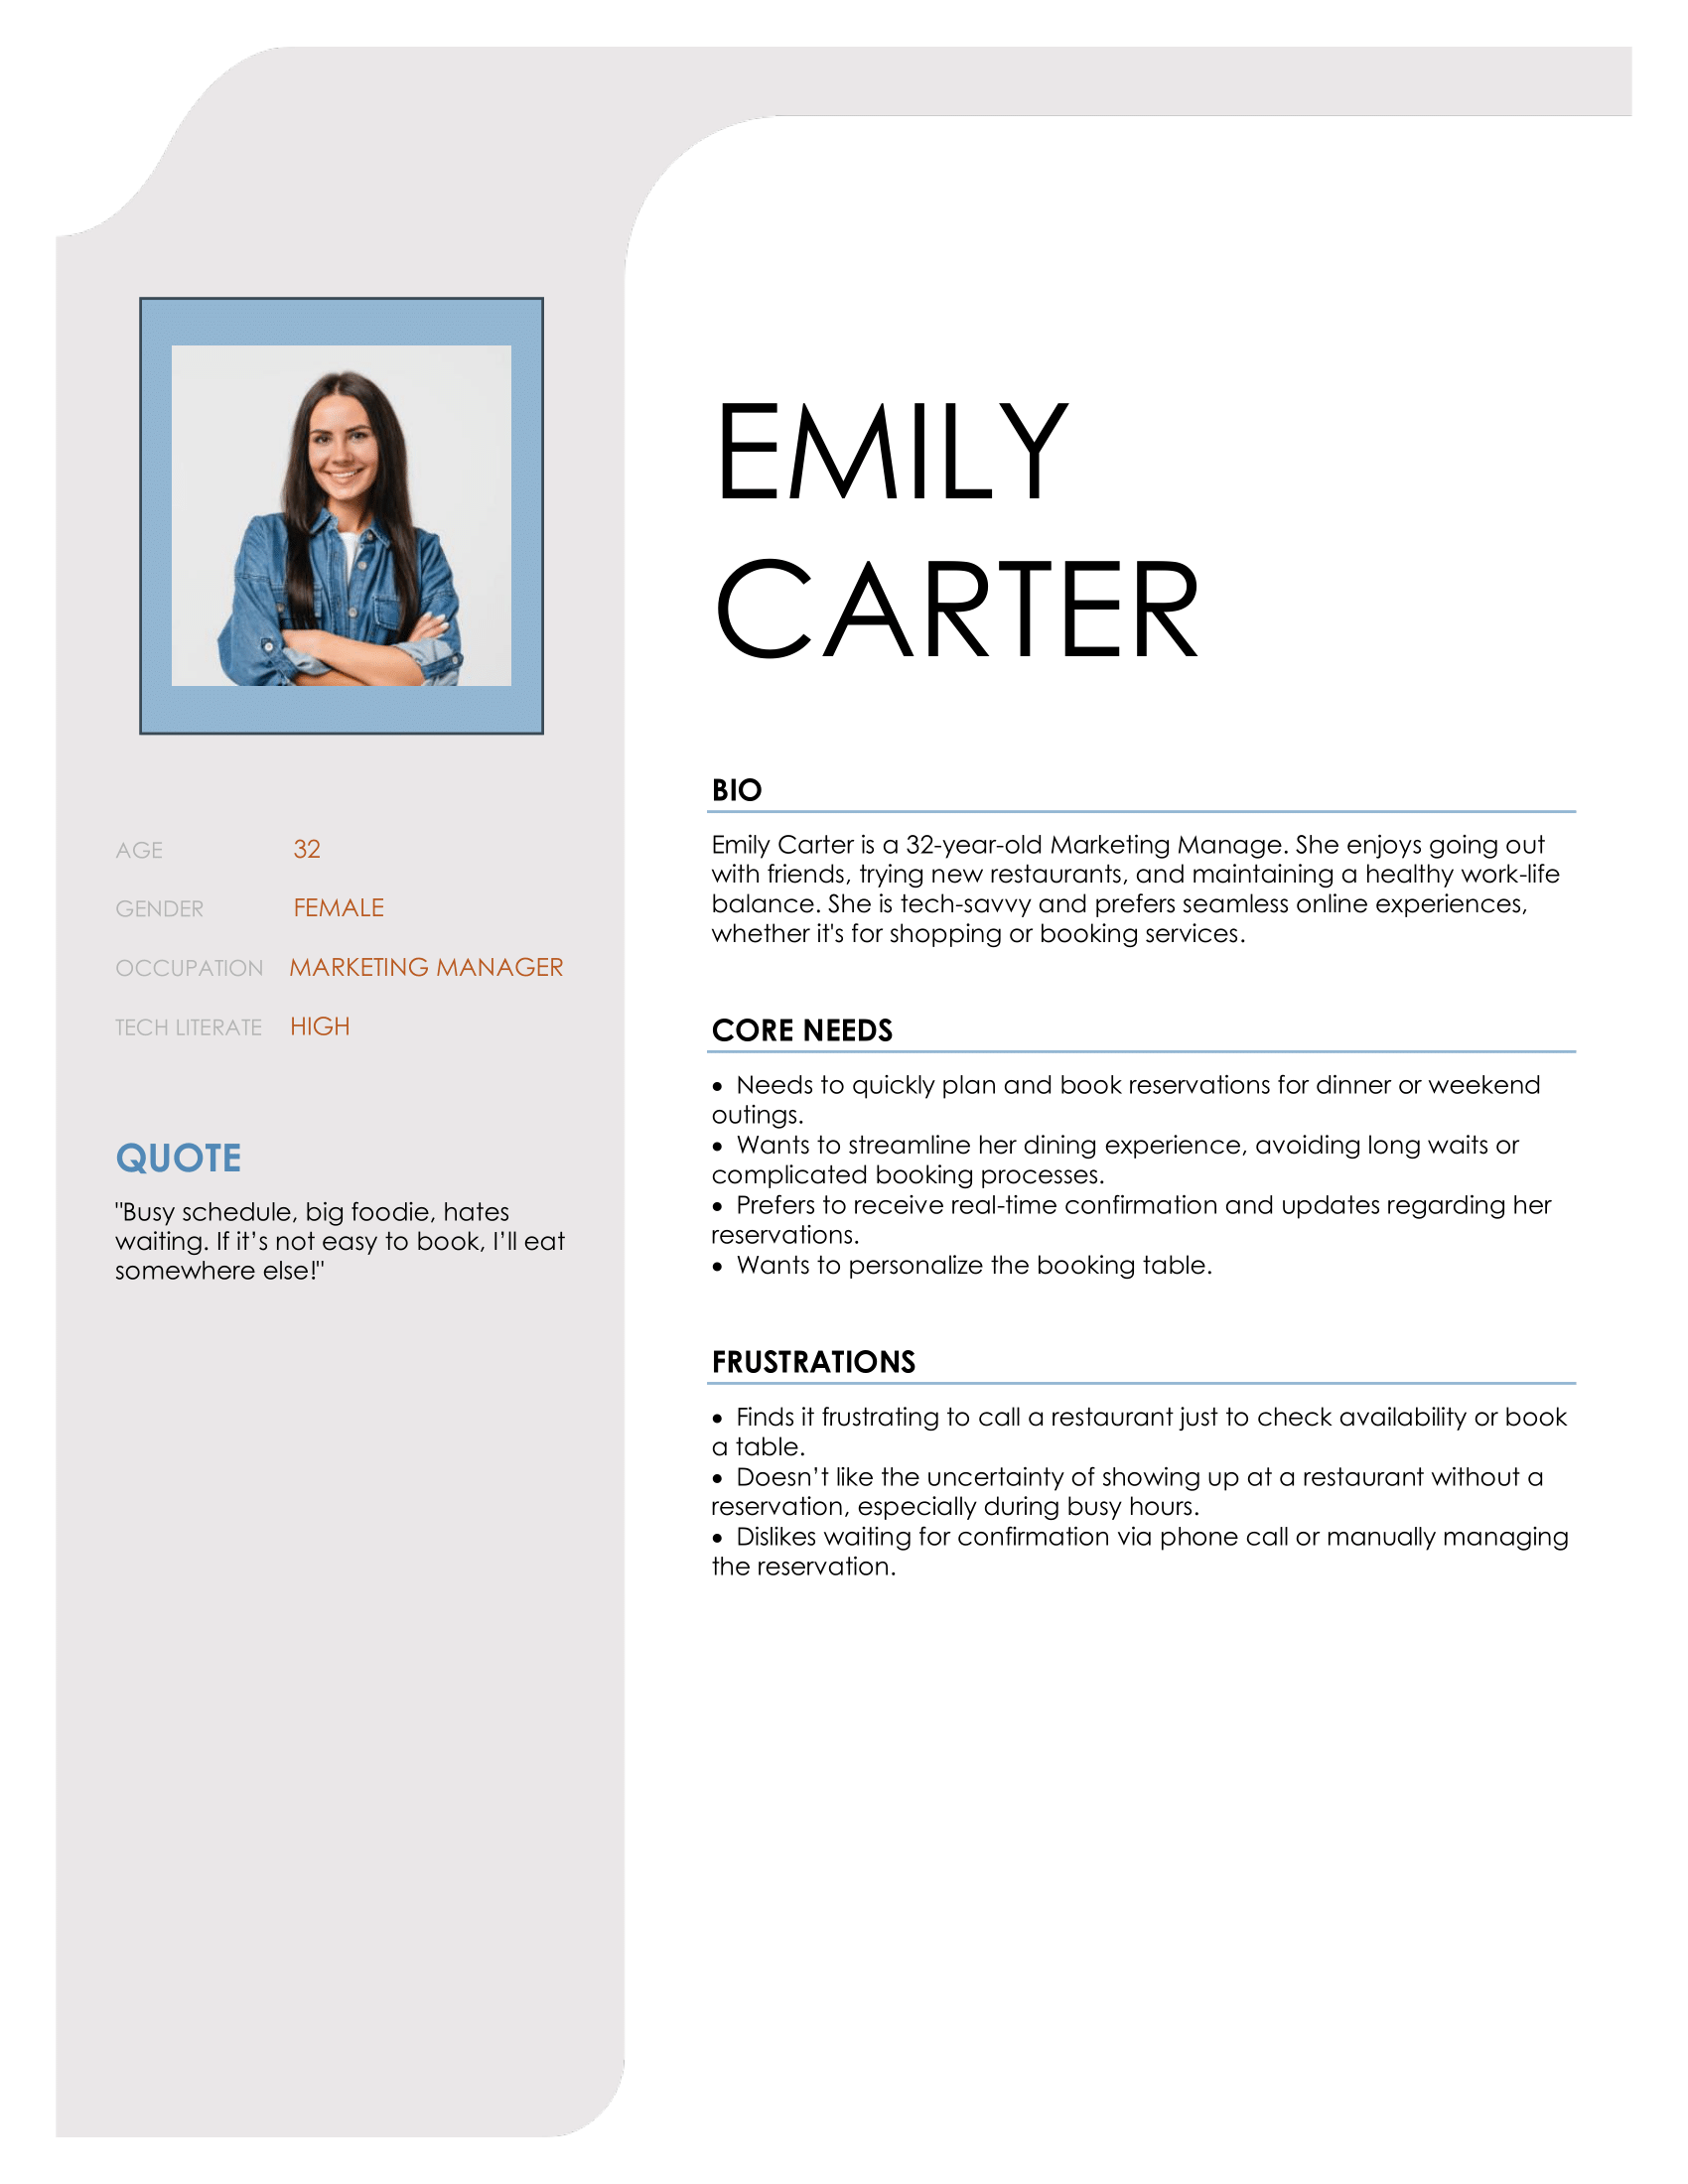 EMILY
CARTER
AGE 32
GENDER FEMALE
OCCUPATION MARKETING MANAGER
TECH LITERATE HIGH
QUOTE
"Busy schedule, big foodie, hates
waiting. If it’s not easy to book, I’ll eat
somewhere else!"
BIO
Emily Carter is a 32-year-old Marketing Manage. She enjoys going out
with friends, trying new restaurants, and maintaining a healthy work-life
balance. She is tech-savvy and prefers seamless online experiences,
whether it's for shopping or booking services.
CORE NEEDS
• Needs to quickly plan and book reservations for dinner or weekend
outings.
• Wants to streamline her dining experience, avoiding long waits or
complicated booking processes.
• Prefers to receive real-time confirmation and updates regarding her
reservations.
• Wants to personalize the booking table.
FRUSTRATIONS
• Finds it frustrating to call a restaurant just to check availability or book
a table.
• Doesn’t like the uncertainty of showing up at a restaurant without a
reservation, especially during busy hours.
• Dislikes waiting for confirmation via phone call or manually managing
the reservation.